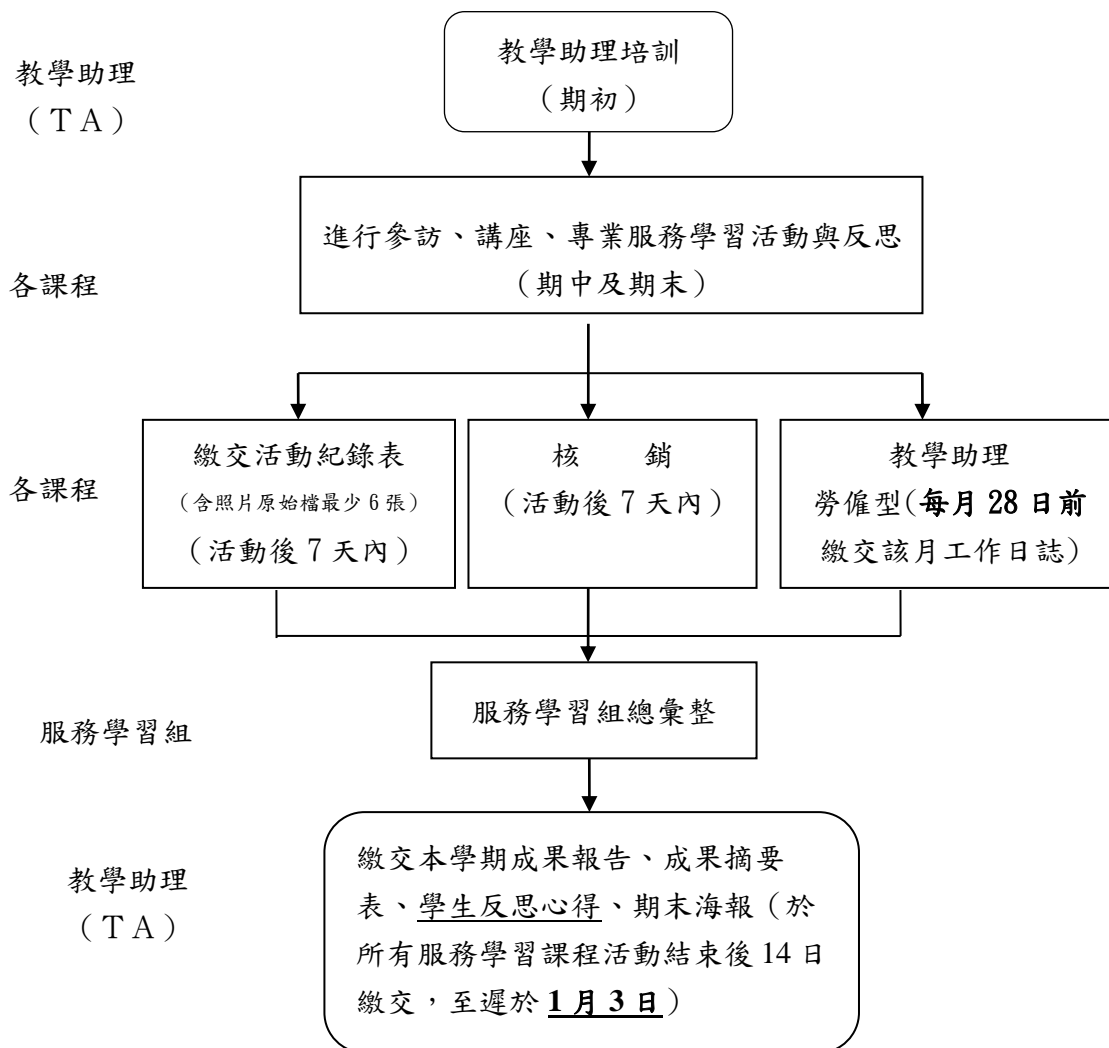 教學助理培訓
（期初）
教學助理
（ＴＡ）
進行參訪、講座、專業服務學習活動與反思
（期中及期末）
各課程
繳交活動紀錄表
（含照片原始檔最少 6 張）
（活動後 7 天內）
核　　銷
（活動後 7 天內）
教學助理
勞僱型(每月 28 日前
繳交該月工作日誌）
各課程
服務學習組總彙整
服務學習組
繳交本學期成果報告、成果摘要
表、學生反思心得、期末海報（於
所有服務學習課程活動結束後 14 日
繳交，至遲於 1 月 3 日）
教學助理
（ＴＡ）